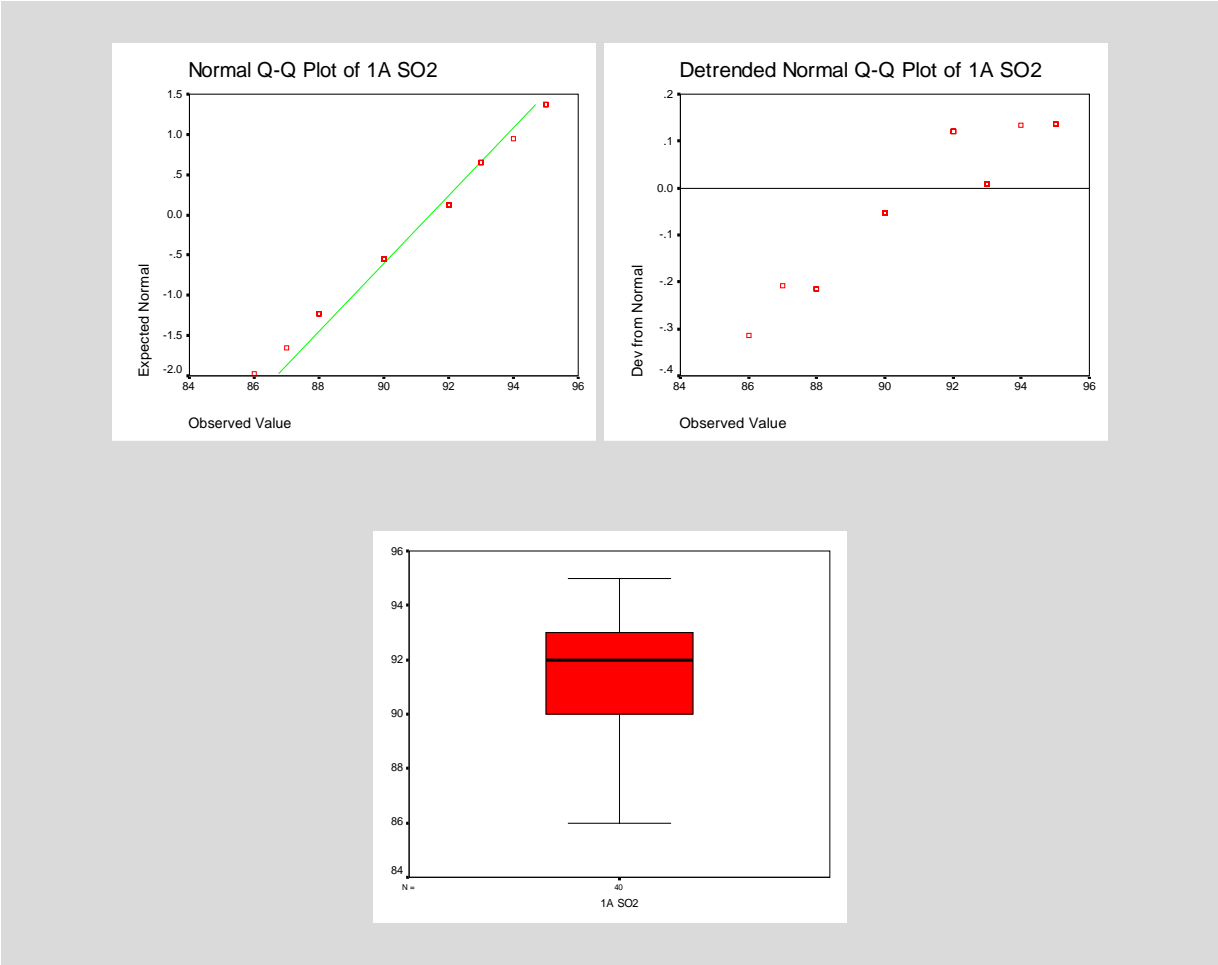 Normal Q-Q Plot of 1A SO2
1.5
1.0
.5
0.0
-.5
-1.0
-1.5
-2.0
Expected Normal
84 86 88 90 92 94 96
Observed Value
Detrended Normal Q-Q Plot of 1A SO2
.2
.1
0.0
-.1
-.2
-.3
-.4
Dev from Normal
84 86 88 90 92 94 96
Observed Value
96
94
92
90
88
86
84
N = 40
1A SO2